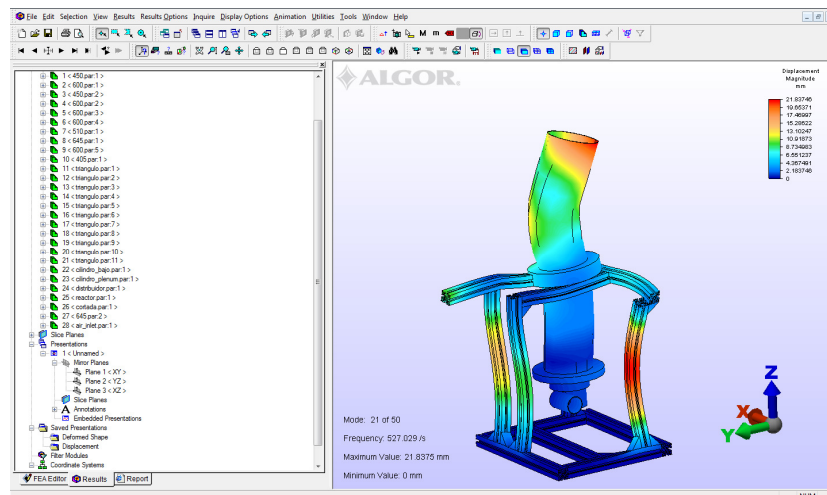 File Edit Selection View Results Results Options Inquire Display Options Animation Utilities Tools Window Help
1 < 450.par:1 >
2 < 600.par:1 >
3 < 450.par:2 >
4 < 600.par:2 >
5 < 600.par:3 >
6 < 600.par:4 >
7 < 510.par:1 >
8 < 645.par:1 >
9 < 600.par:5 >
10 < 405.par:1 >
11 < triangulo.par:1 >
12 < triangulo.par:2 >
13 < triangulo.par:3 >
14 < triangulo.par:4 >
15 < triangulo.par:5 >
16 < triangulo.par:6 >
17 < triangulo.par:7 >
18 < triangulo.par:8 >
19 < triangulo.par:9 >
20 < triangulo.par:10 >
21 < triangulo.par:11 >
22 < cilindro_bajo.par:1 >
23 < cilindro_plenum.par:1 >
24 < distribuidor.par:1 >
25 < reactor.par:1 >
26 < cortada.par:1 >
27 < 645.par:2 >
28 < air_inlet.par:1 >
Slice Planes
Presentations
1 < Unnamed >
Mirror Planes
Plane 1 < XY >
Plane 2 < YZ >
Plane 3 < XZ >
Slice Planes
Annotations
Embedded Presentations
Saved Presentations
Deformed Shape
Displacement
Filter Modules
Coordinate Systems
FEA Editor Results Report
ALGOR.
Displacement
Magnitude
mm
21.83746
19.65371
17.46997
15.28622
13.10247
10.91873
8.734983
6.551237
4.367491
2.183746
0
Mode: 21 of 50
Frequency: 527.029 /s
Maximum Value: 21.8375 mm
Minimum Value: 0 mm
Z
X
Y